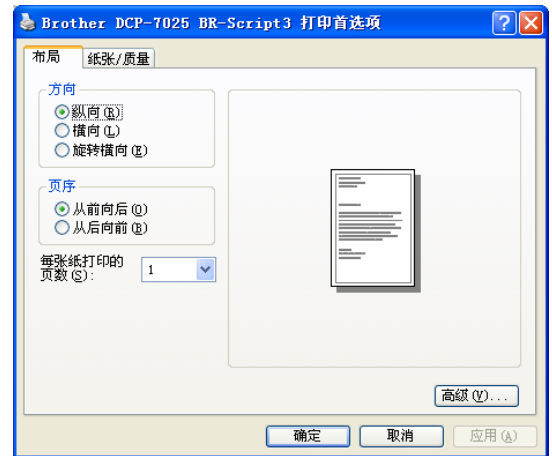 Brother DCP-7025 BR-Script3 打印首选项
布局
纸张/质量
方向
纵向(R)
横向(L)
旋转横向(E)
页序
从前向后(O)
从后向前(B)
每张纸打印的
页数(S):
1
高级(V)...
确定
取消
应用(A)